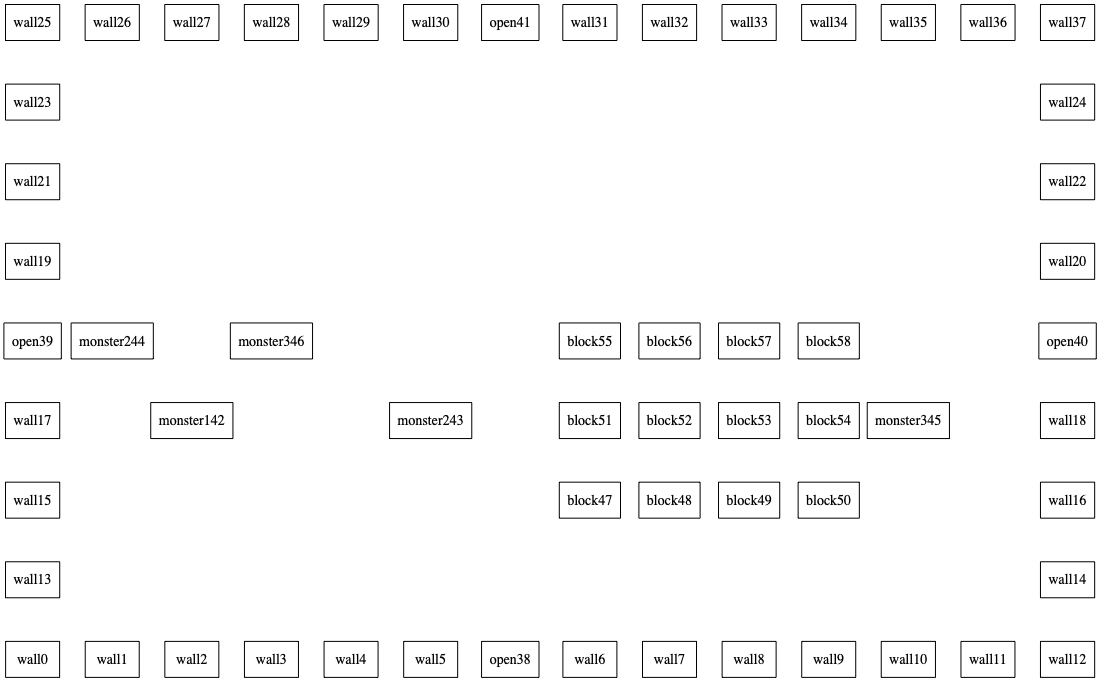 wall25 wall26 wall27 wall28 wall29 wall30 open41 wall31 wall32 wall33 wall34 wall35 wall36 wall37
wall23 wall24
wall21 wall22
wall19 wall20
open39 monster244 monster346 block55 block56 block57 block58 open40
wall17 monster142 monster243 block51 block52 block53 block54 monster345 wall18
wall15 block47 block48 block49 block50 wall16
wall13 wall14
wall0 wall1 wall2 wall3 wall4 wall5 open38 wall6 wall7 wall8 wall9 wall10 wall11 wall12